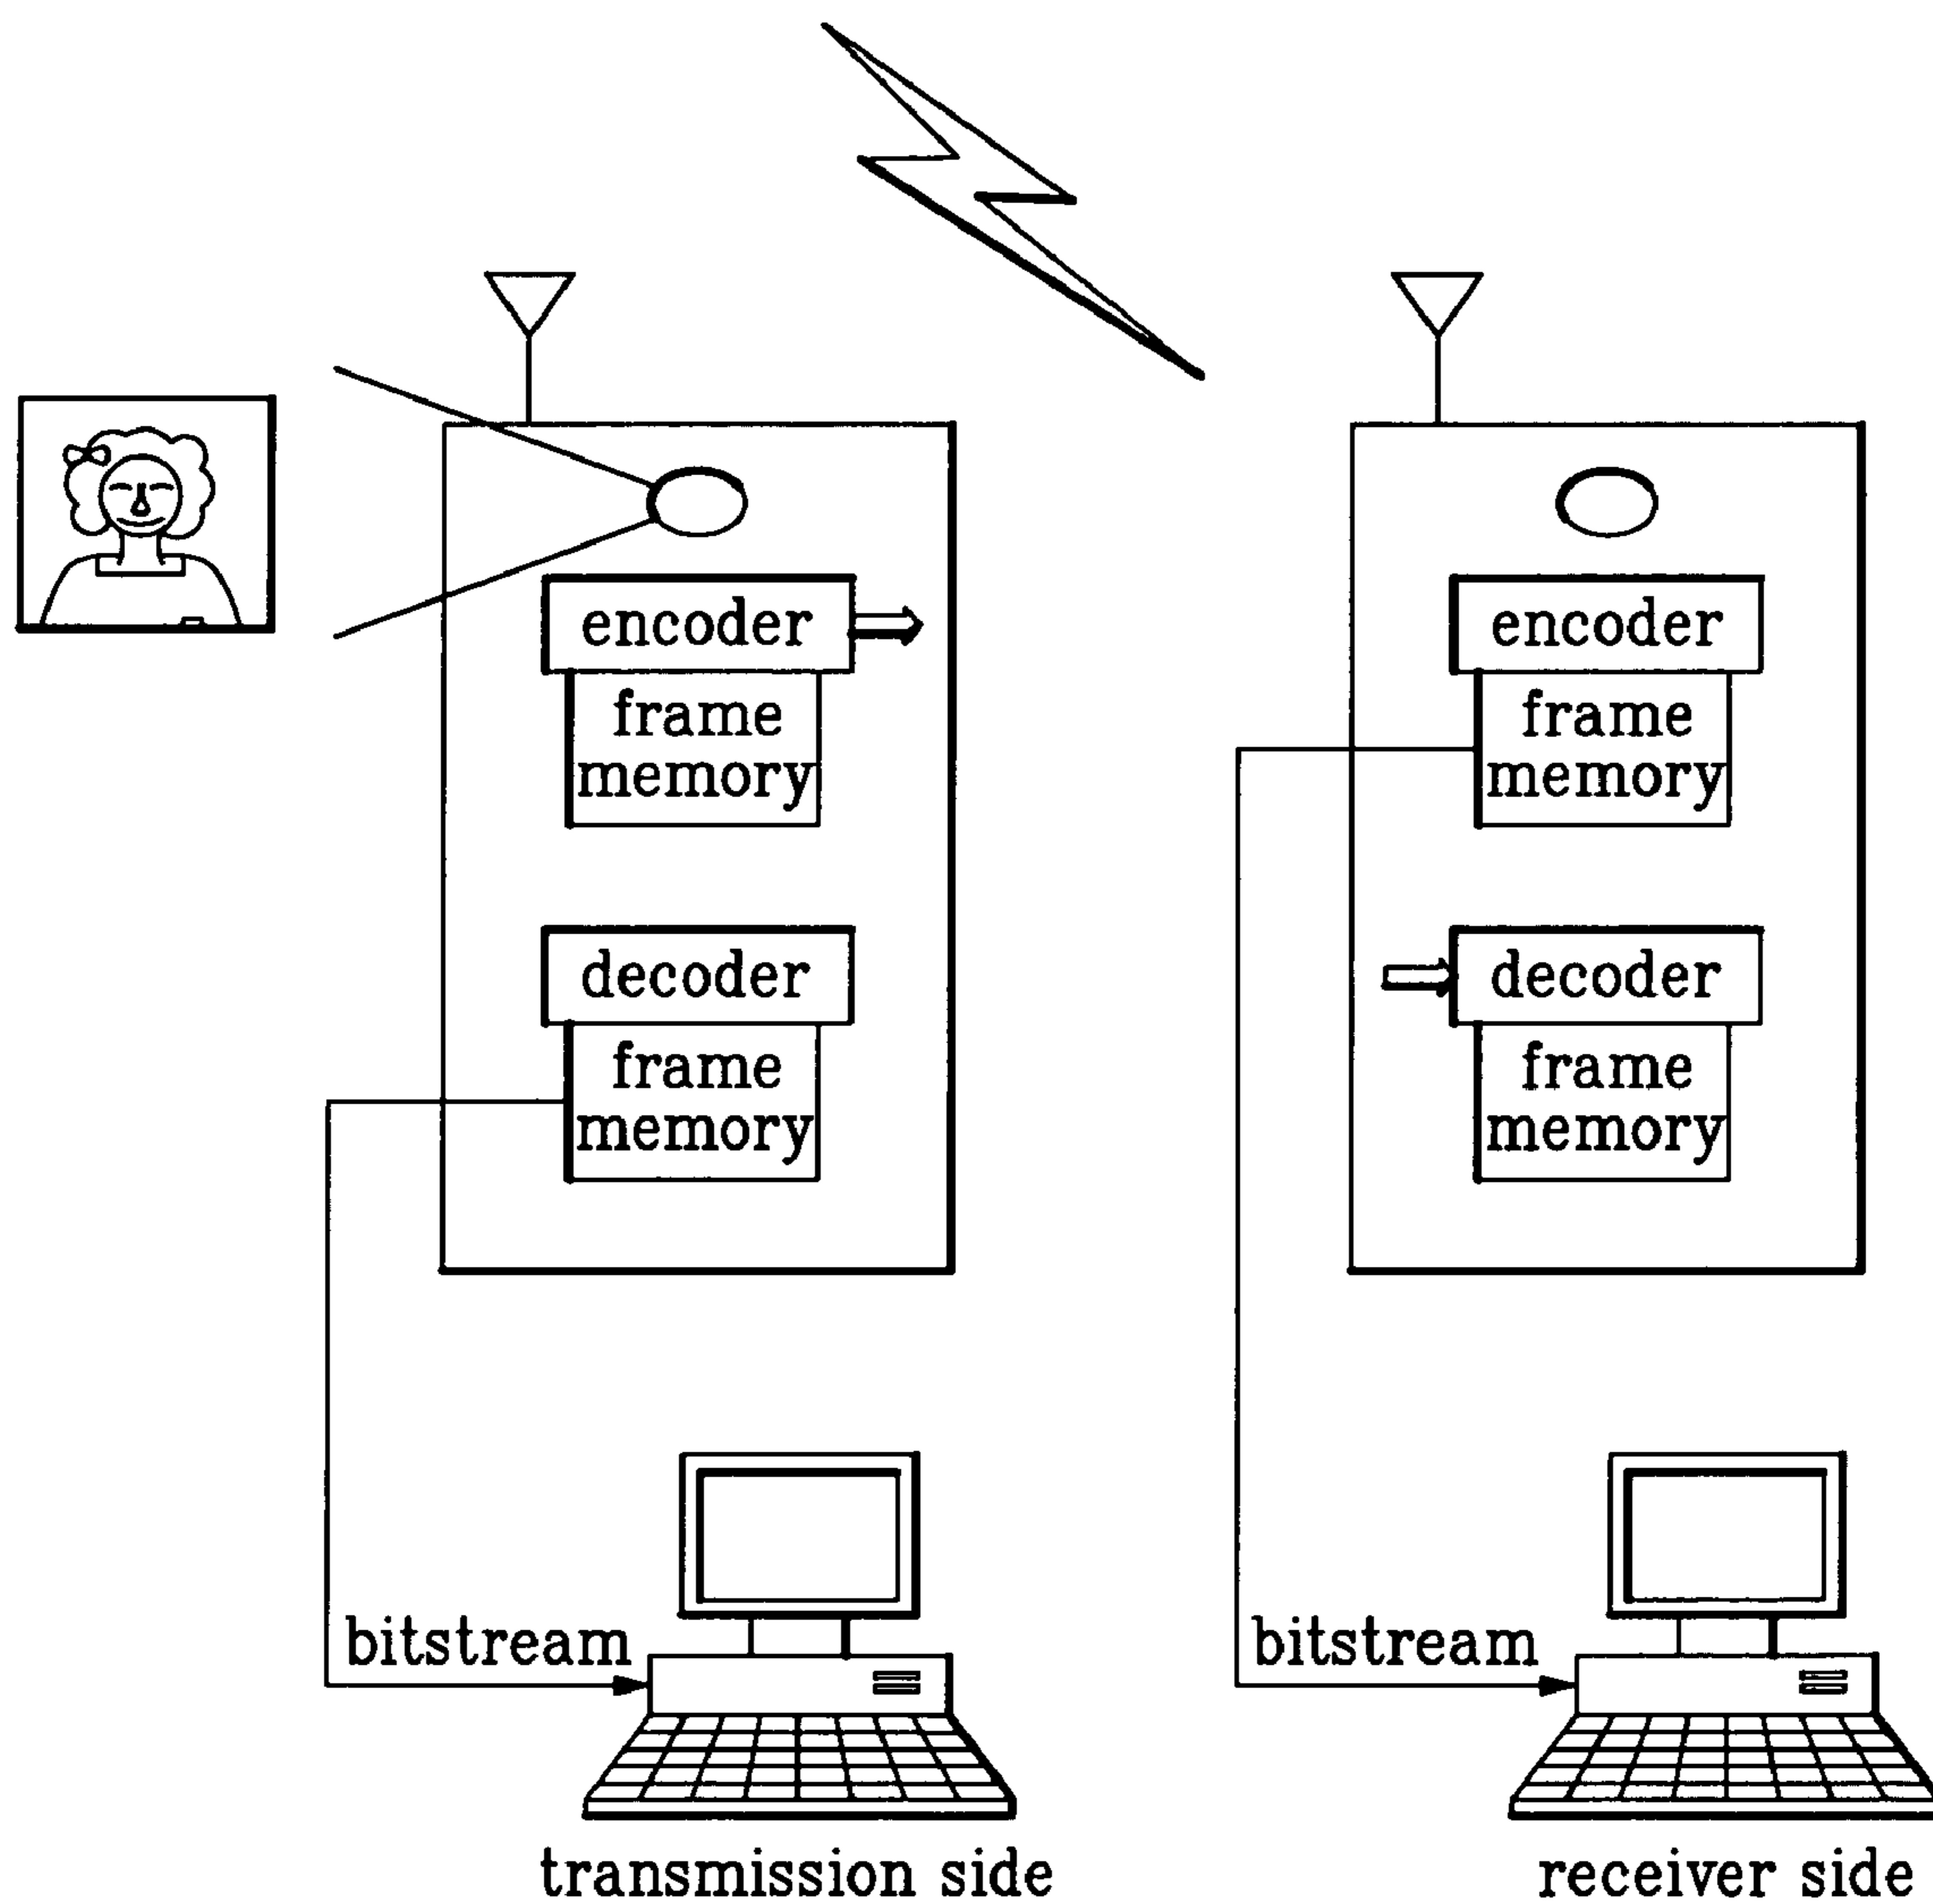 encoder
frame
memory
decoder
frame
memory
bitstream
transmission side
encoder
frame
memory
decoder
frame
memory
bitstream
receiver side